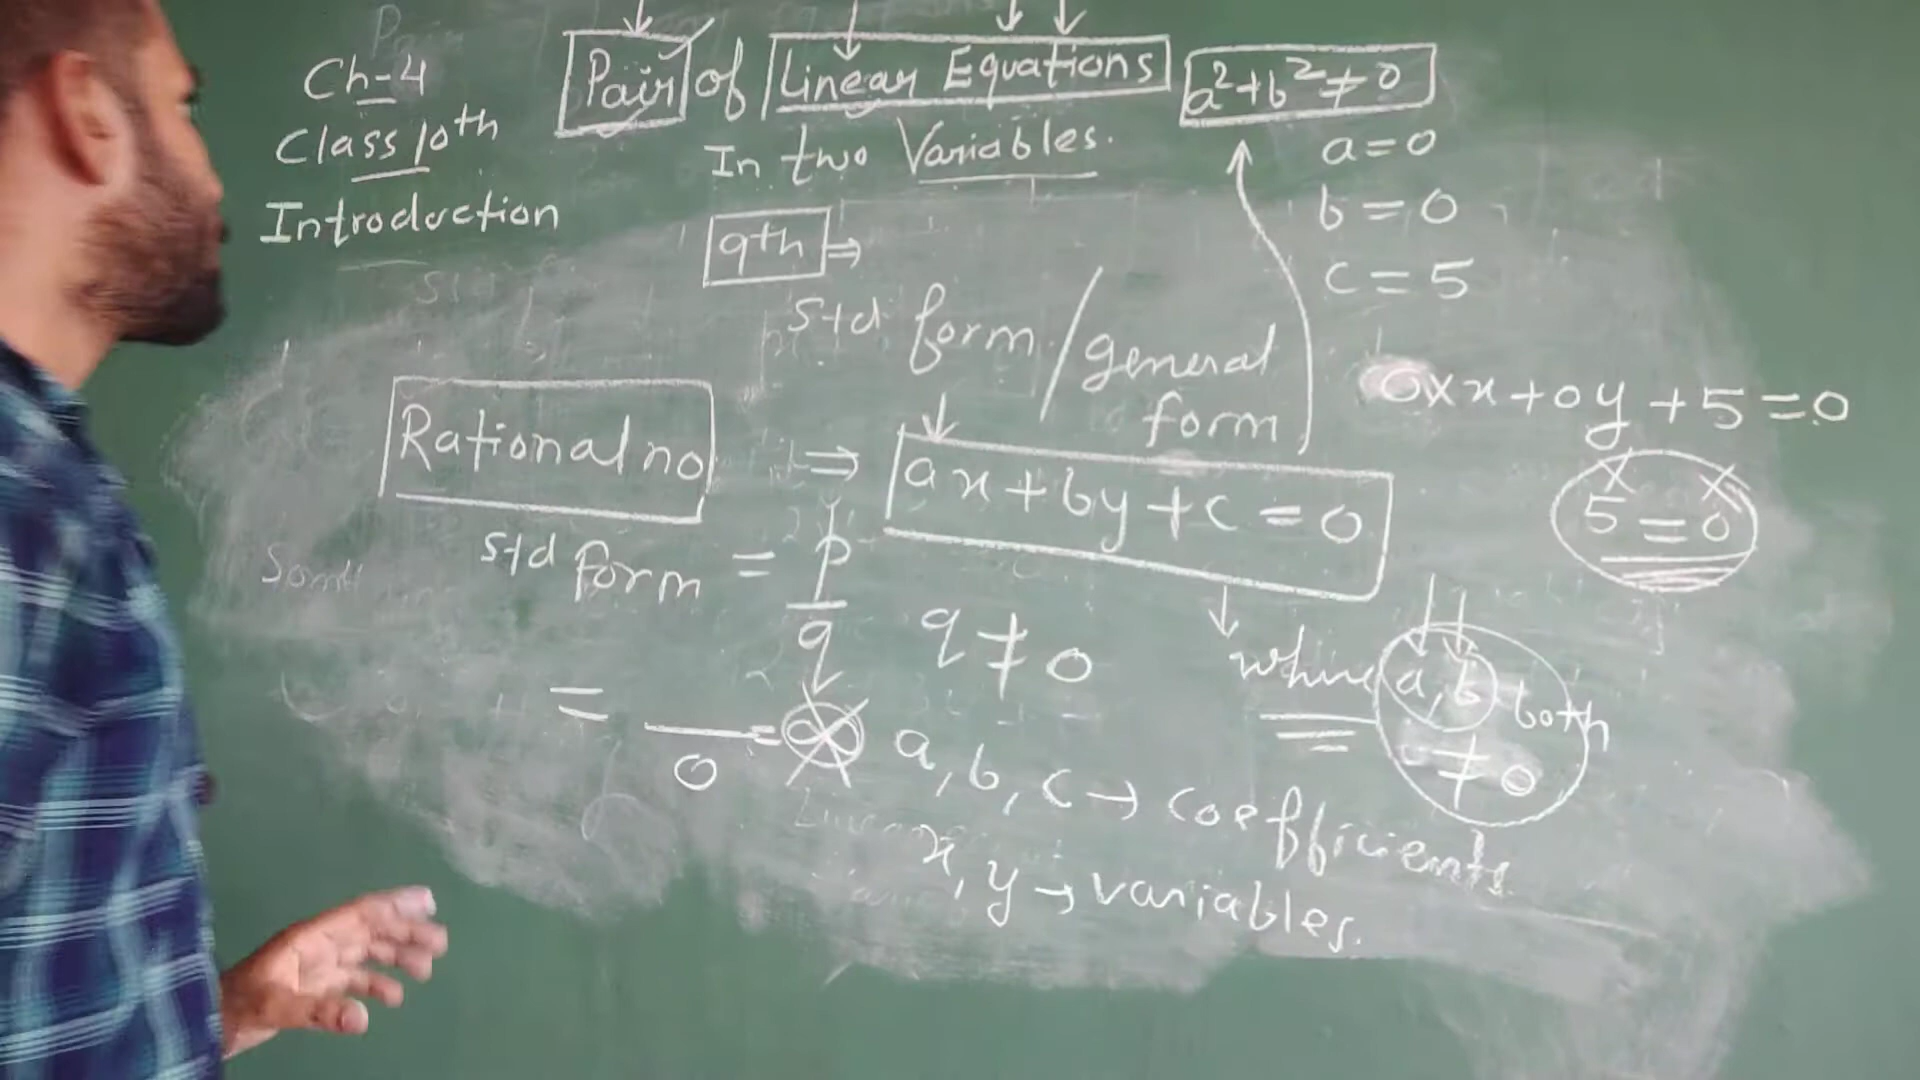 Ch-4
Class 10th
Introduction
Pair of Linear Equations
In two Variables.
a²+b² ≠ 0
a = 0
b = 0
c = 5
9th ⇒
std form / general form
0×x + 0y + 5 = 0
5 = 0
Rational no ⇒ ax + by + c = 0
std form = p/q q ≠ 0
where a, b both ≠ 0
= —/0 = ∞
a, b, c → coefficients
x, y → variables.